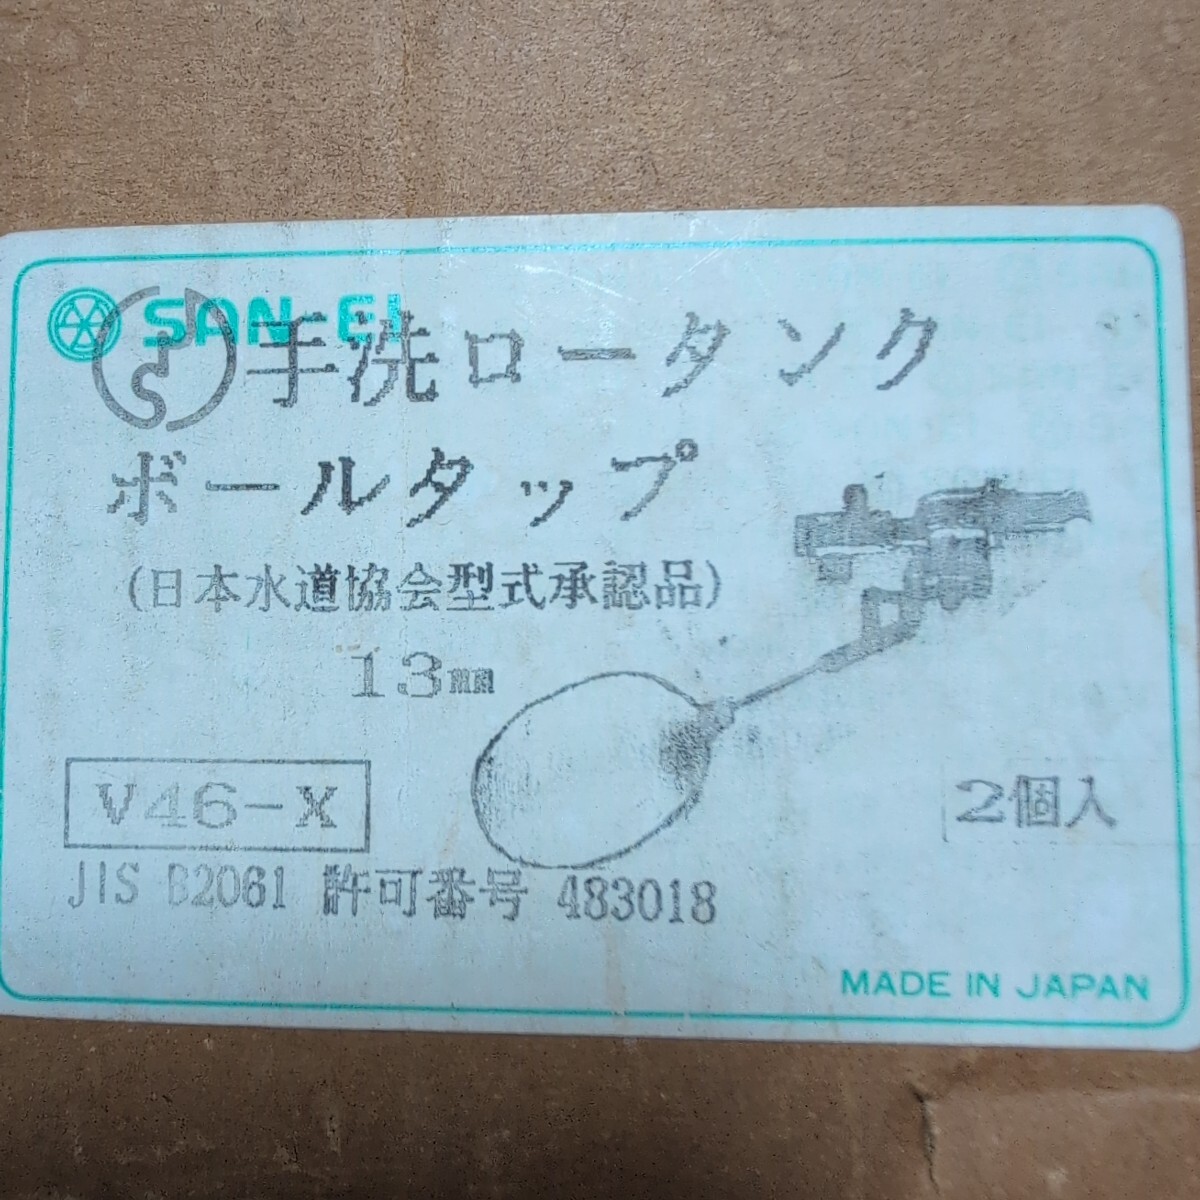 SAN-EI
手洗ロータンク
ボールタップ
(日本水道協会型式承認品)
13mm
V46-X
2個入
JIS B2061 許可番号 483018
MADE IN JAPAN